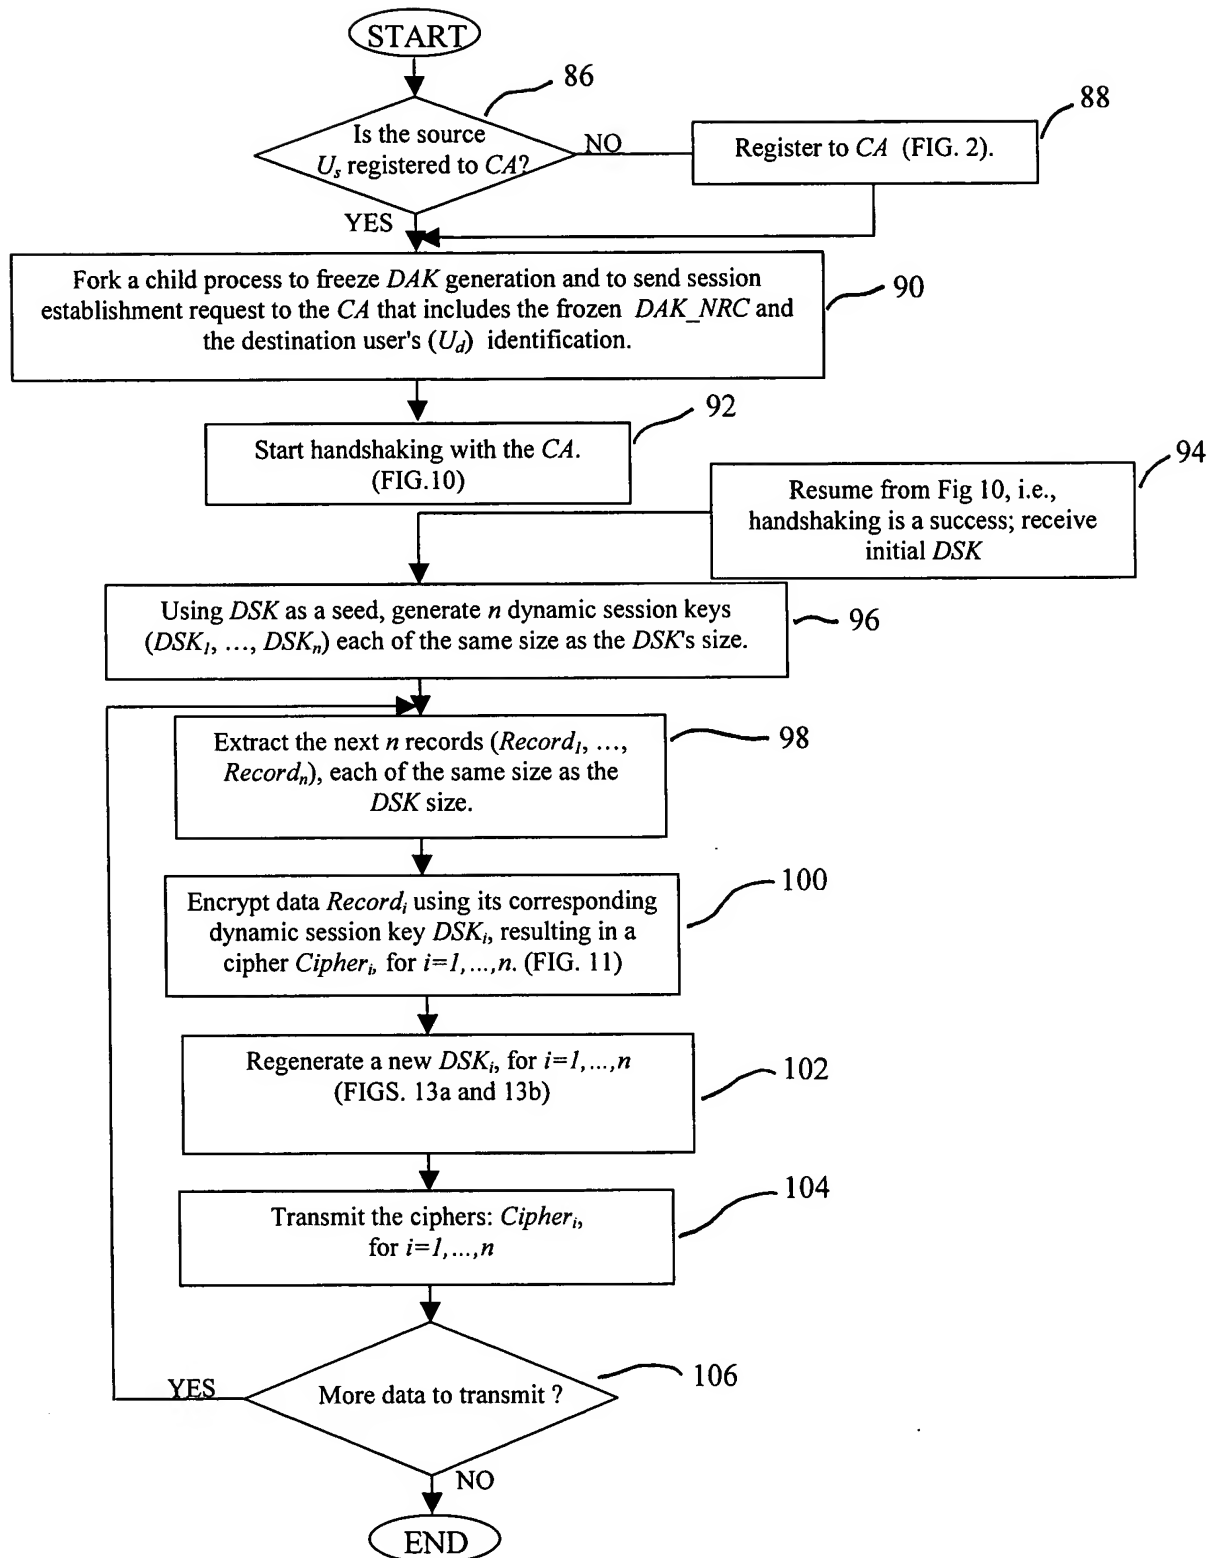 START
86
Is the source
Us registered to CA?
NO
88
Register to CA (FIG. 2).
YES
Fork a child process to freeze DAK generation and to send session
establishment request to the CA that includes the frozen DAK_NRC and
the destination user's (Ud) identification.
90
92
Start handshaking with the CA.
(FIG.10)
94
Resume from Fig 10, i.e.,
handshaking is a success; receive
initial DSK
Using DSK as a seed, generate n dynamic session keys
(DSK1, ..., DSKn) each of the same size as the DSK's size.
96
Extract the next n records (Record1, ...,
Recordn), each of the same size as the
DSK size.
98
Encrypt data Recordi using its corresponding
dynamic session key DSKi, resulting in a
cipher Cipheri, for i=1,...,n. (FIG. 11)
100
Regenerate a new DSKi, for i=1,...,n
(FIGS. 13a and 13b)
102
Transmit the ciphers: Cipheri,
for i=1,...,n
104
More data to transmit ?
106
YES
NO
END